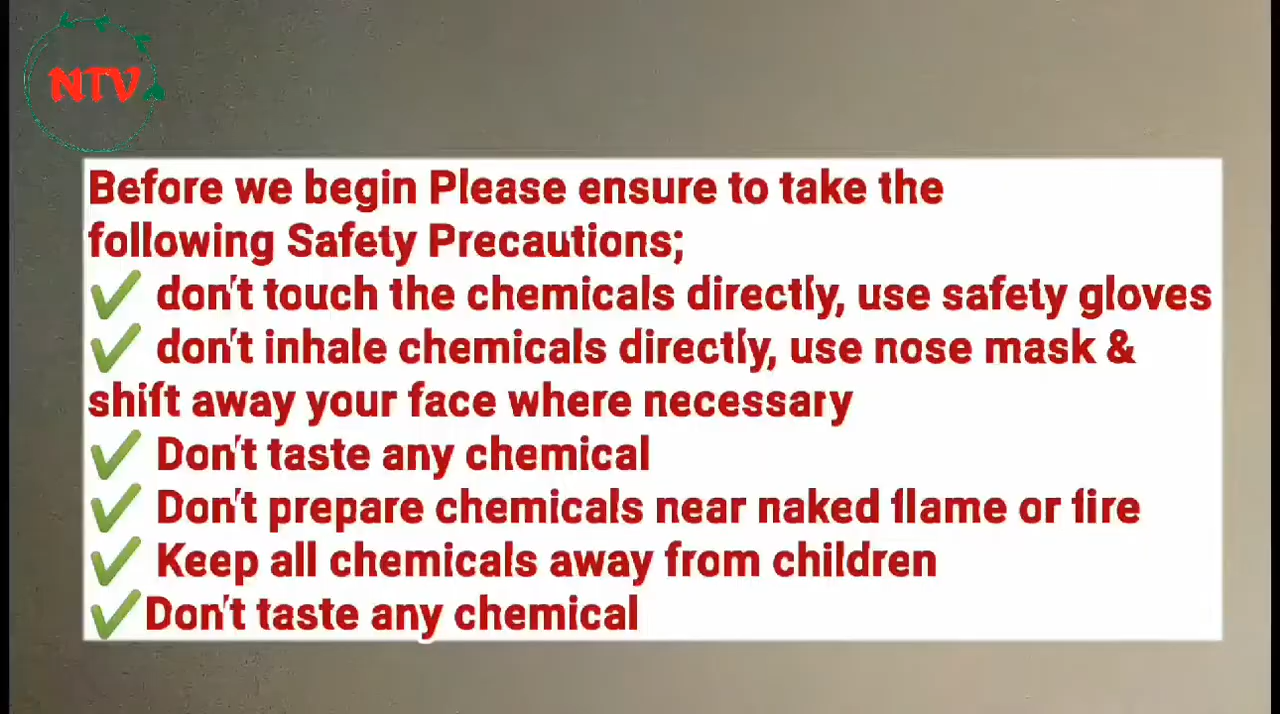 NTV
Before we begin Please ensure to take the
following Safety Precautions;
✔ don't touch the chemicals directly, use safety gloves
✔ don't inhale chemicals directly, use nose mask &
shift away your face where necessary
✔ Don't taste any chemical
✔ Don't prepare chemicals near naked flame or fire
✔ Keep all chemicals away from children
✔Don't taste any chemical